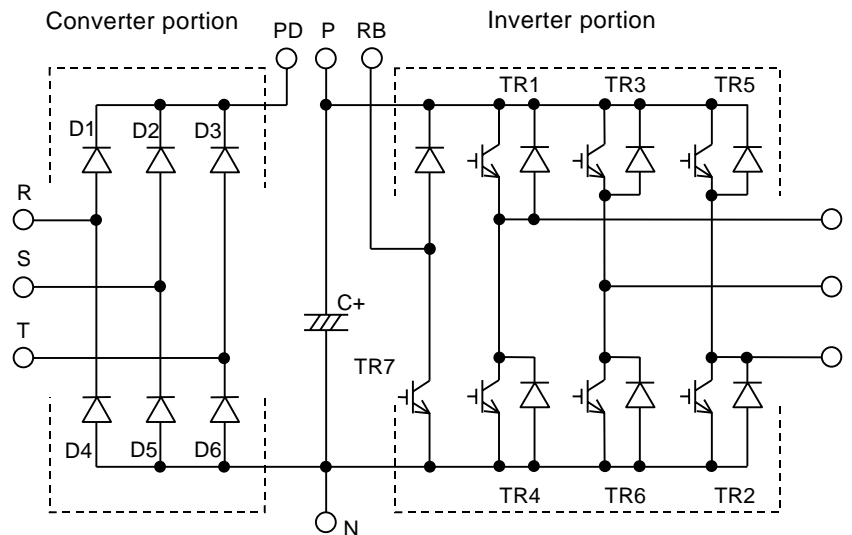 Converter portion
PD P RB
Inverter portion
TR1 TR3 TR5
D1 D2 D3
R
S
C+
T
TR7
D4 D5 D6
TR4 TR6 TR2
N